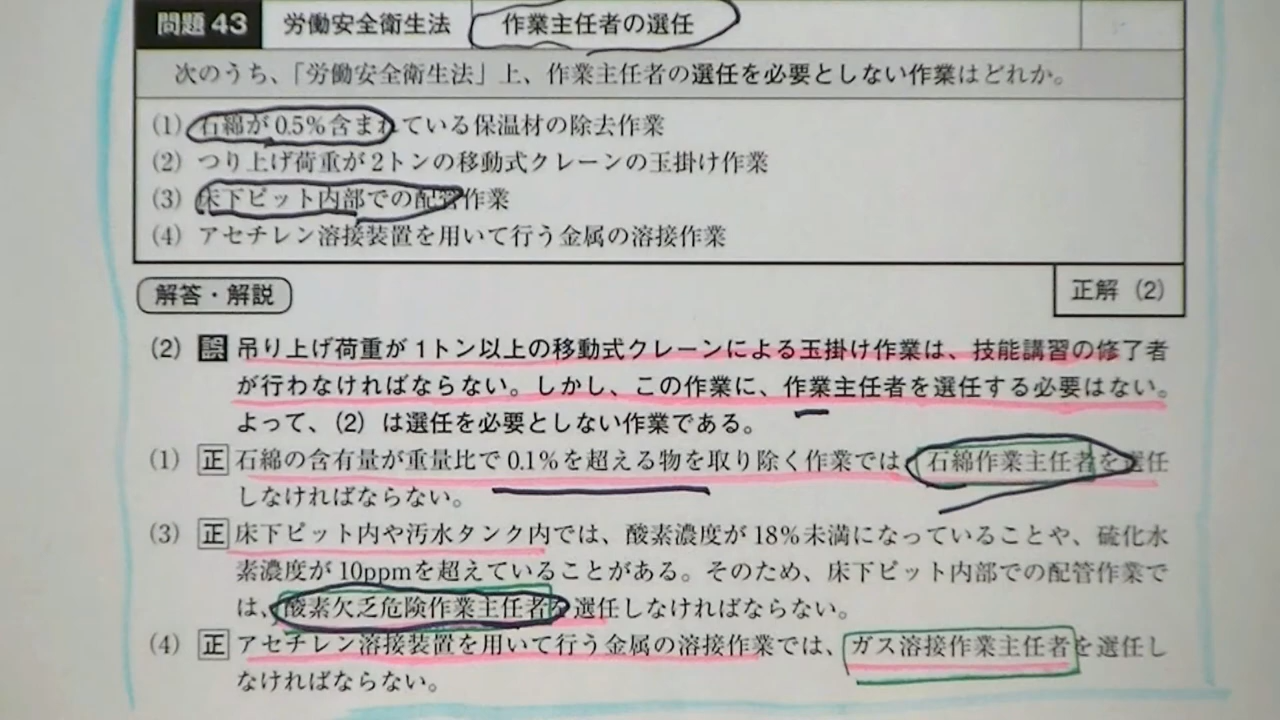 問題 43 労働安全衛生法 作業主任者の選任
次のうち、「労働安全衛生法」上、作業主任者の選任を必要としない作業はどれか。
(1) 石綿が0.5%含まれている保温材の除去作業
(2) つり上げ荷重が2トンの移動式クレーンの玉掛け作業
(3) 床下ピット内部での配管作業
(4) アセチレン溶接装置を用いて行う金属の溶接作業
解答・解説
正解 (2)
(2) 誤 吊り上げ荷重が1トン以上の移動式クレーンによる玉掛け作業は、技能講習の修了者
が行わなければならない。しかし、この作業に、作業主任者を選任する必要はない。
よって、(2) は選任を必要としない作業である。
(1) 正 石綿の含有量が重量比で0.1%を超える物を取り除く作業では 石綿作業主任者を選任
しなければならない。
(3) 正 床下ピット内や汚水タンク内では、酸素濃度が18%未満になっていることや、硫化水
素濃度が10ppmを超えていることがある。そのため、床下ピット内部での配管作業で
は、酸素欠乏危険作業主任者を選任しなければならない。
(4) 正 アセチレン溶接装置を用いて行う金属の溶接作業では、ガス溶接作業主任者を選任し
なければならない。